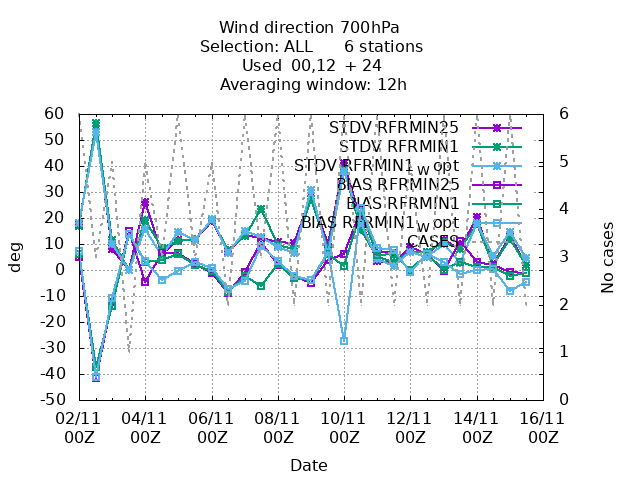 Wind direction 700hPa
Selection: ALL 6 stations
Used 00,12 + 24
Averaging window: 12h
60
50
40
30
20
10
0
-10
-20
-30
-40
-50
6
5
4
3
2
1
0
STDV RFRMIN25
STDV RFRMIN1
STDV RFRMIN1_W opt
BIAS RFRMIN25
BIAS RFRMIN1
BIAS RFRMIN1_W opt
CASES
deg
No cases
02/11 04/11 06/11 08/11 10/11 12/11 14/11 16/11
00Z 00Z 00Z 00Z 00Z 00Z 00Z 00Z
Date